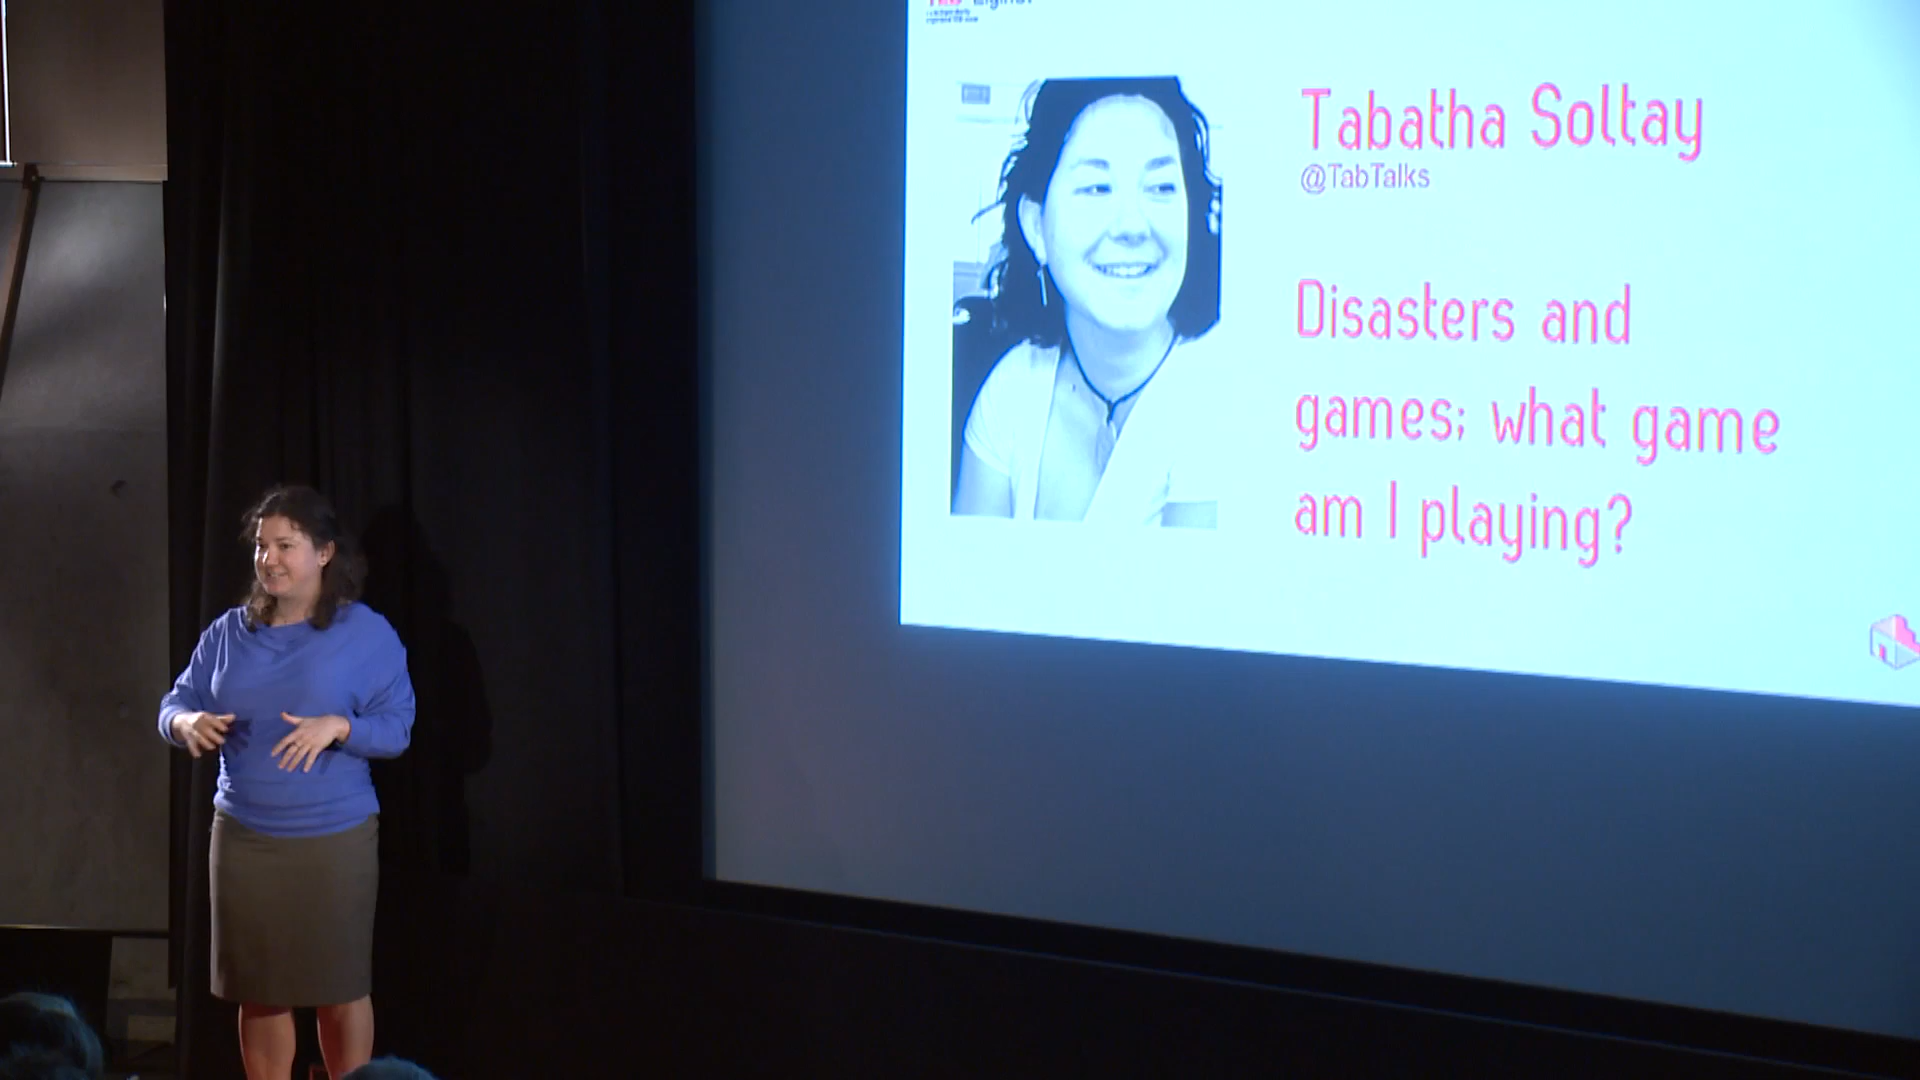 Tabatha Soltay
@TabTalks
Disasters and
games; what game
am I playing?